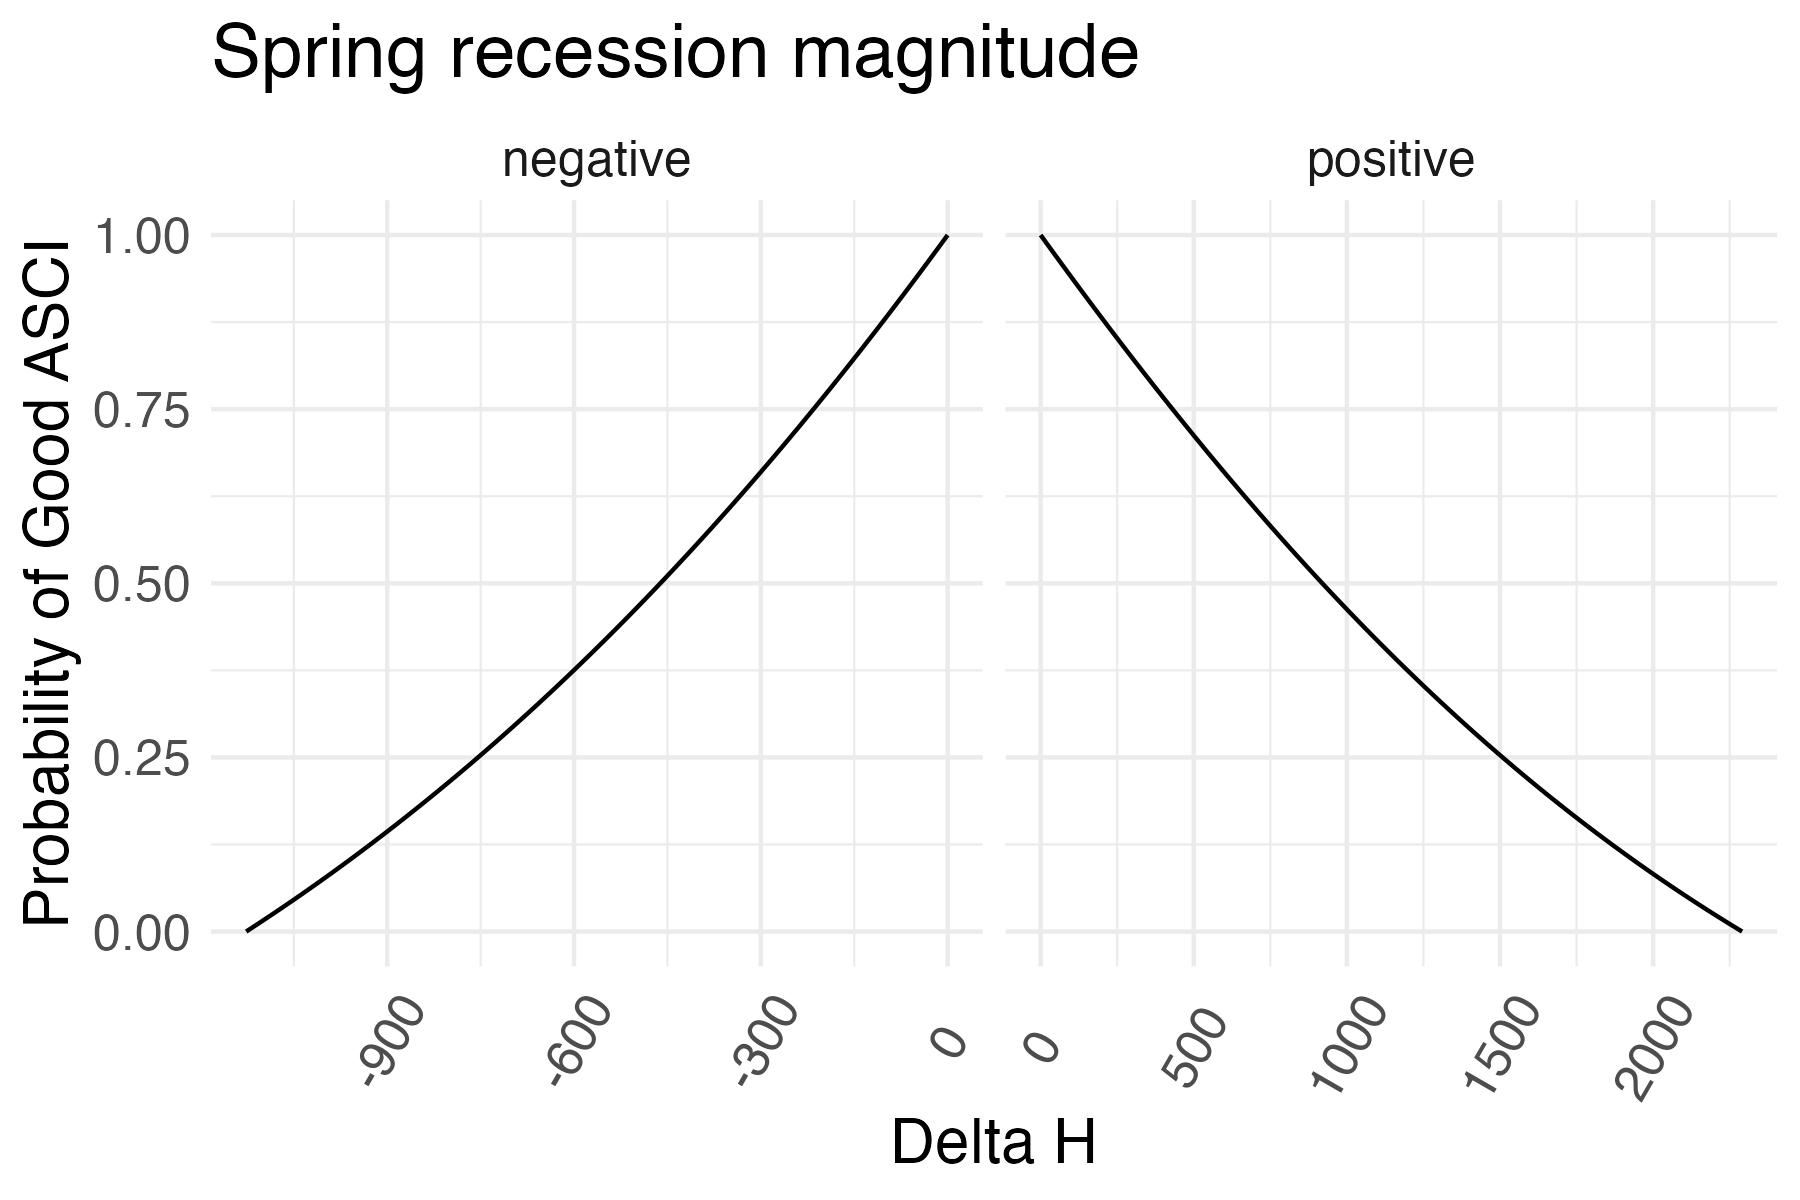 Spring recession magnitude
negative positive
Probability of Good ASCI
1.00
0.75
0.50
0.25
0.00
-900 -600 -300 0 0 500 1000 1500 2000
Delta H